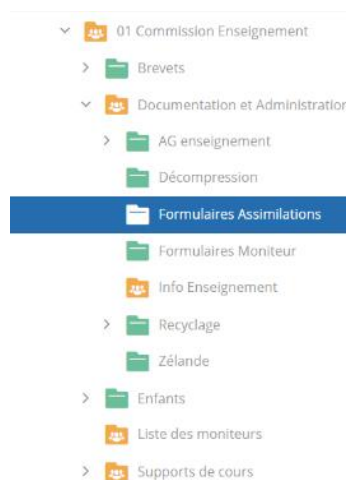 01 Commission Enseignement
Brevets
Documentation et Administration
AG enseignement
Décompression
Formulaires Assimilations
Formulaires Moniteur
Info Enseignement
Recyclage
Zélande
Enfants
Liste des moniteurs
Supports de cours